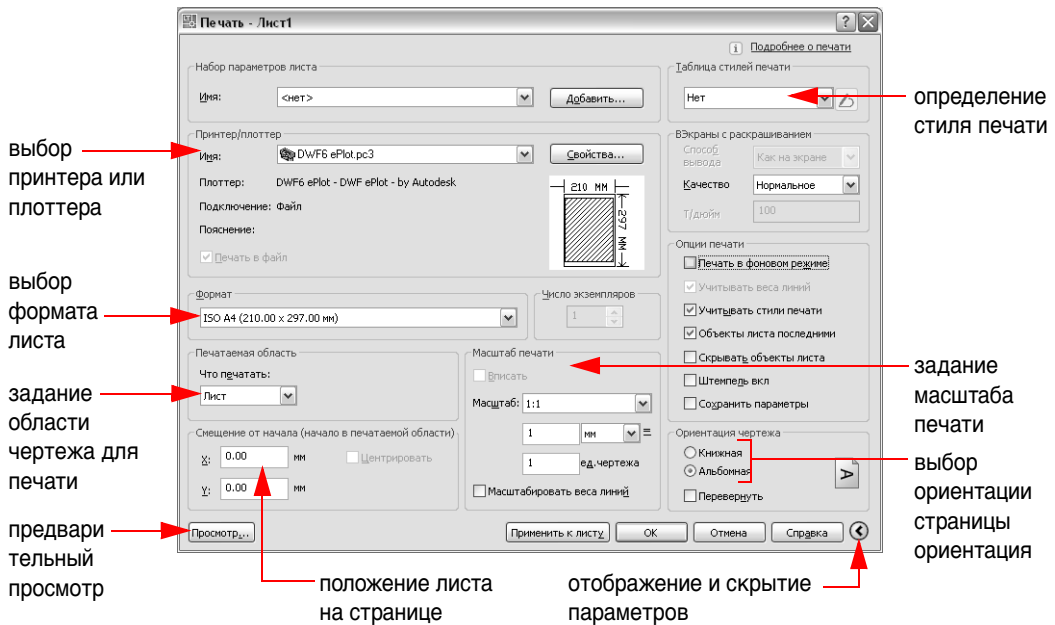 Печать - Лист1
Подробнее о печати
Набор параметров листа
Имя: <нет> Добавить...
Таблица стилей печати
Нет
определение
стиля печати
Принтер/плоттер
Имя: DWF6 ePlot.pc3 Свойства...
Плоттер: DWF6 ePlot - DWF ePlot - by Autodesk
Подключение: Файл
Пояснение:
Печать в файл
210 MM
297 MM
выбор
принтера или
плоттера
ВЭкраны с раскрашиванием
Способ
вывода
Как на экране
Качество Нормальное
Т/дюйм 100
Формат
ISO A4 (210.00 x 297.00 мм)
Число экземпляров
1
выбор
формата
листа
Опции печати
Печать в фоновом режиме
Учитывать веса линий
Учитывать стили печати
Объекты листа последними
Скрывать объекты листа
Штемпель вкл
Сохранить параметры
Печатаемая область
Что печатать:
Лист
задание
области
чертежа для
печати
Масштаб печати
Вписать
Масштаб: 1:1
1 мм =
1 ед.чертежа
Масштабировать веса линий
задание
масштаба
печати
Смещение от начала (начало в печатаемой области)
X: 0.00 мм Центрировать
Y: 0.00 мм
Ориентация чертежа
Книжная
Альбомная
Перевернуть
A
выбор
ориентации
страницы
ориентация
Просмотр... Применить к листу ОК Отмена Справка
предвари
тельный
просмотр
положение листа
на странице
отображение и скрытие
параметров